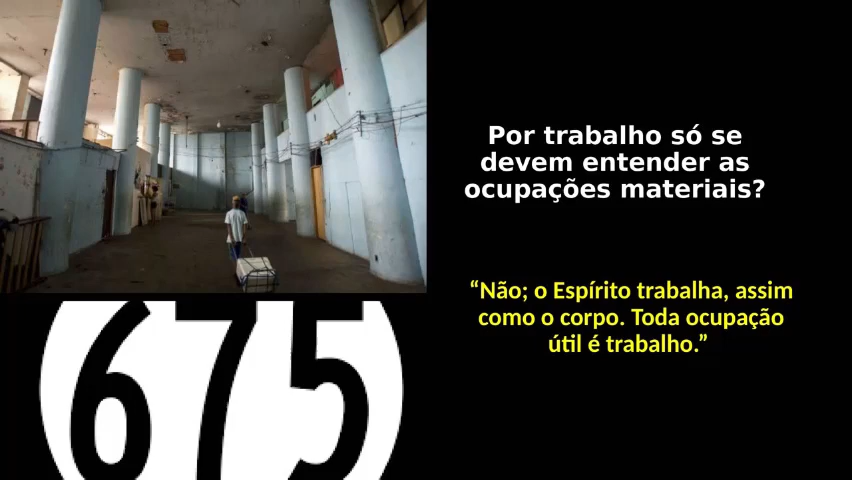 Por trabalho só se
devem entender as
ocupações materiais?
“Não; o Espírito trabalha, assim
como o corpo. Toda ocupação
útil é trabalho.”
675